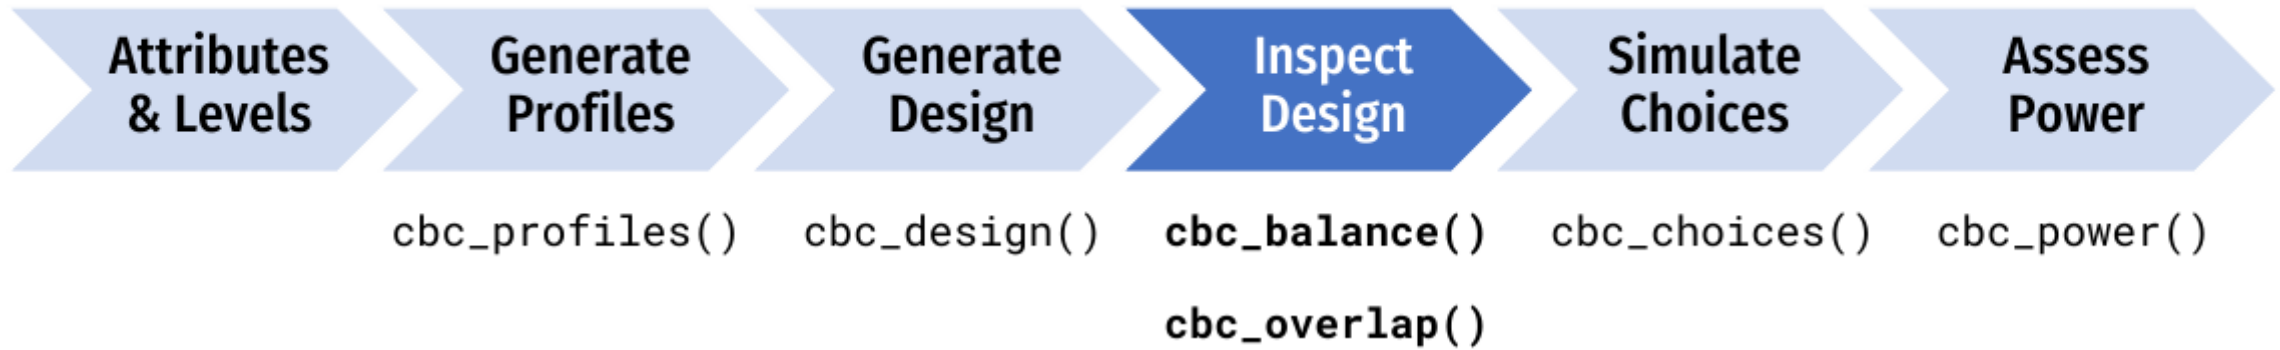 Attributes
& Levels
Generate
Profiles
Generate
Design
Inspect
Design
Simulate
Choices
Assess
Power
cbc_profiles()
cbc_design()
cbc_balance()
cbc_choices()
cbc_power()
cbc_overlap()